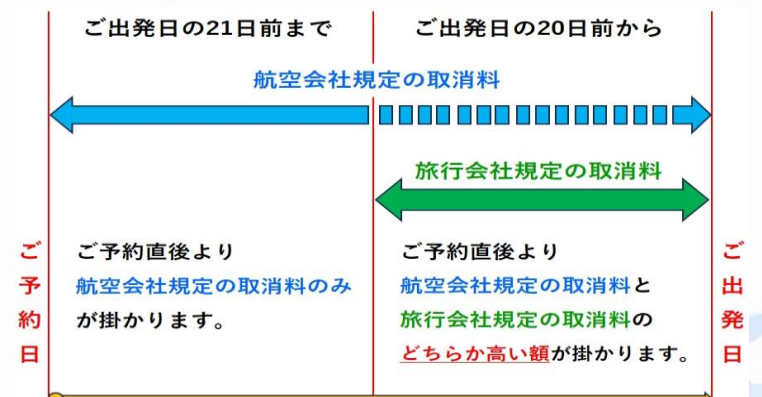 ご出発日の21日前まで
ご出発日の20日前から
航空会社規定の取消料
旅行会社規定の取消料
ご予約日
ご予約直後より
航空会社規定の取消料のみ
が掛かります。
ご予約直後より
航空会社規定の取消料と
旅行会社規定の取消料の
どちらか高い額が掛かります。
ご出発日